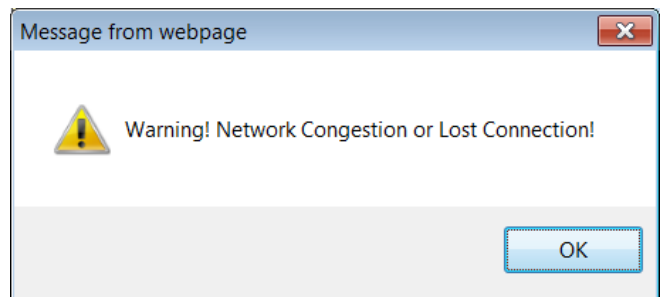 Message from webpage
Warning! Network Congestion or Lost Connection!
OK